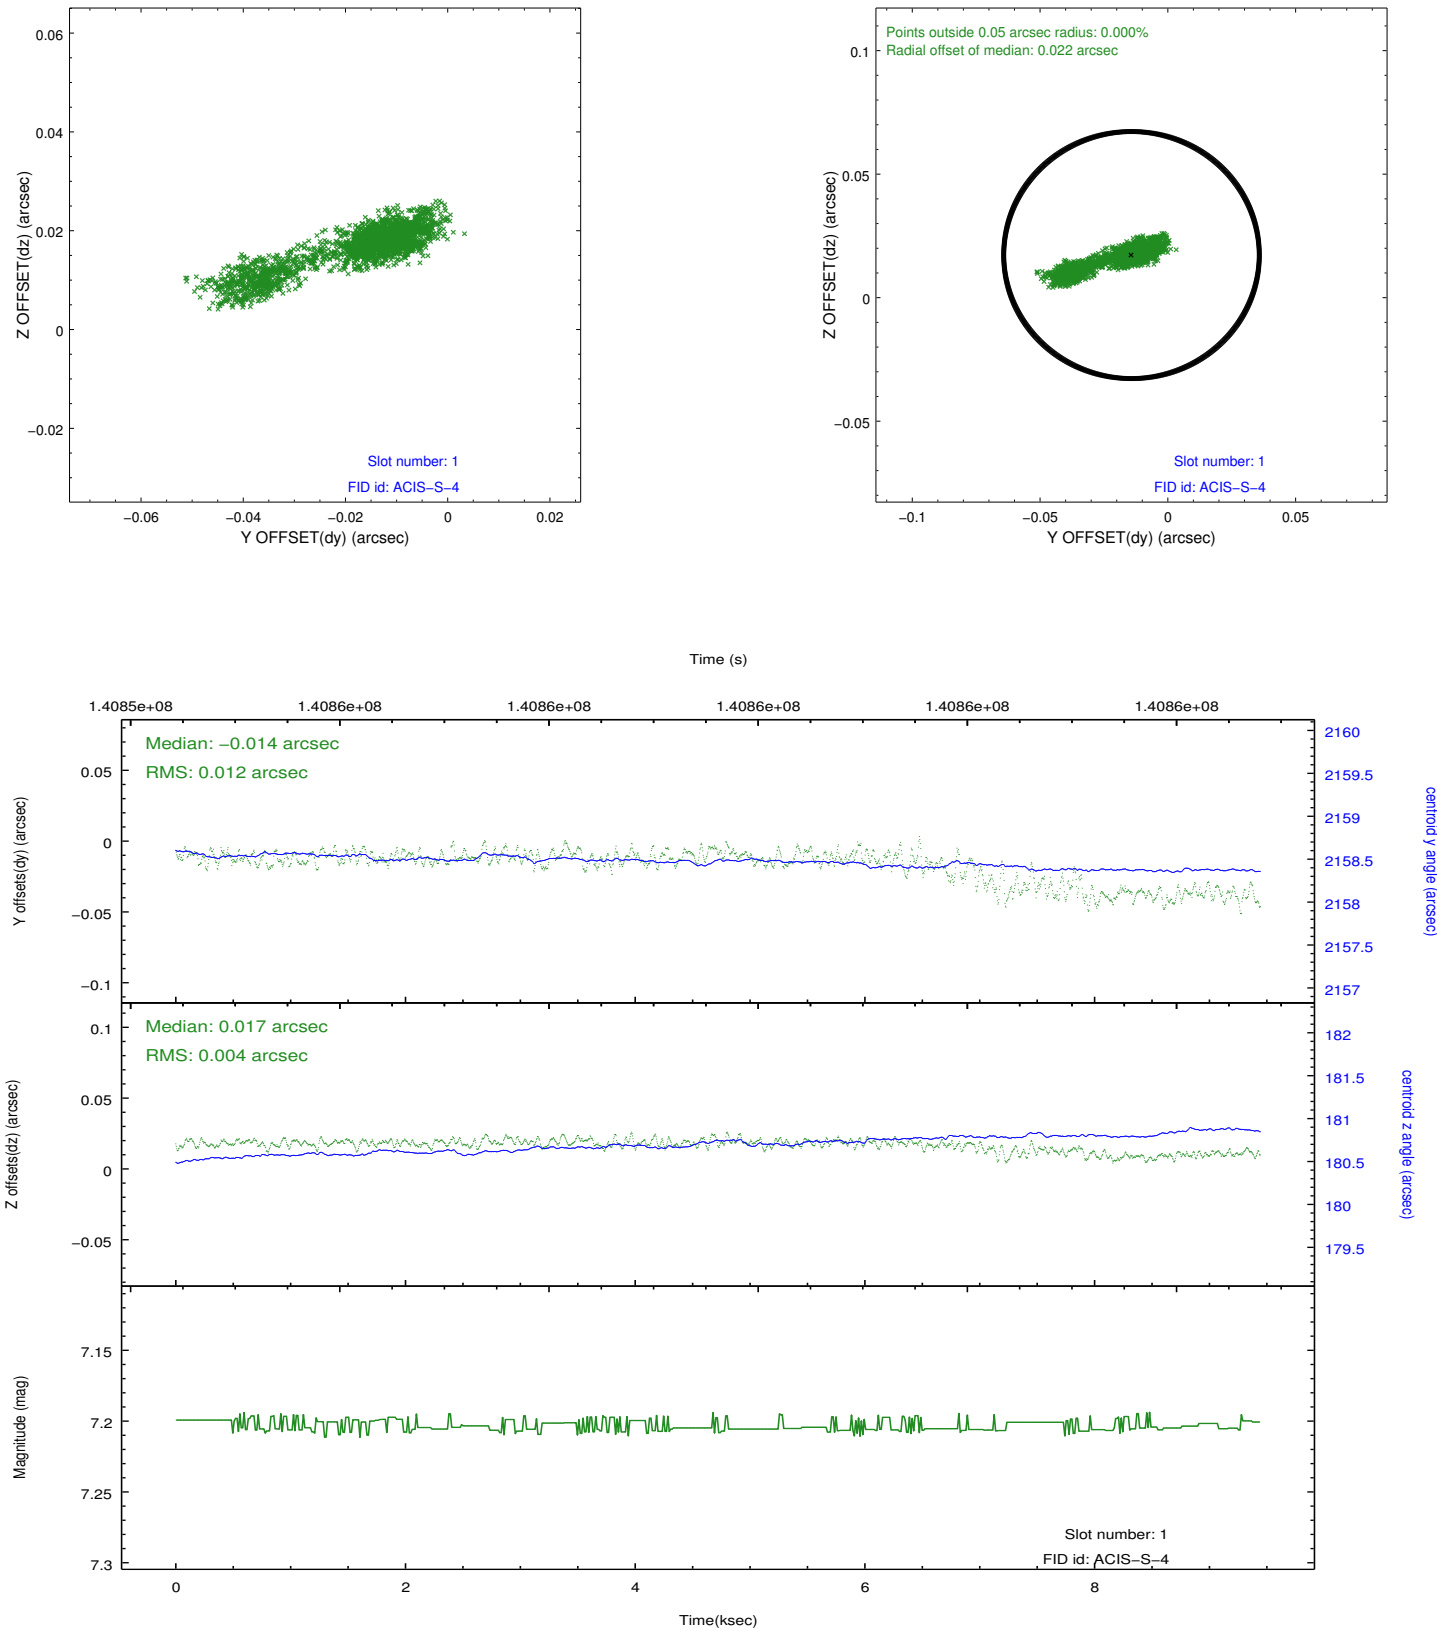 0.06
0.04
0.02
0
−0.02
Z OFFSET(dz) (arcsec)
Slot number: 1
FID id: ACIS−S−4
−0.06
−0.04
−0.02
0
0.02
Y OFFSET(dy) (arcsec)
Points outside 0.05 arcsec radius: 0.000%
Radial offset of median: 0.022 arcsec
0.1
0.05
0
−0.05
Z OFFSET(dz) (arcsec)
Slot number: 1
FID id: ACIS−S−4
−0.1
−0.05
0
0.05
Y OFFSET(dy) (arcsec)
Time (s)
1.4085e+08
1.4086e+08
1.4086e+08
1.4086e+08
1.4086e+08
1.4086e+08
Median: −0.014 arcsec
RMS: 0.012 arcsec
0.05
0
−0.05
−0.1
Y offsets(dy) (arcsec)
2160
2159.5
2159
2158.5
2158
2157.5
2157
centroid y angle (arcsec)
Median: 0.017 arcsec
RMS: 0.004 arcsec
0.1
0.05
0
−0.05
Z offsets(dz) (arcsec)
182
181.5
181
180.5
180
179.5
centroid z angle (arcsec)
7.15
7.2
7.25
7.3
Magnitude (mag)
Slot number: 1
FID id: ACIS−S−4
0
2
4
6
8
Time(ksec)